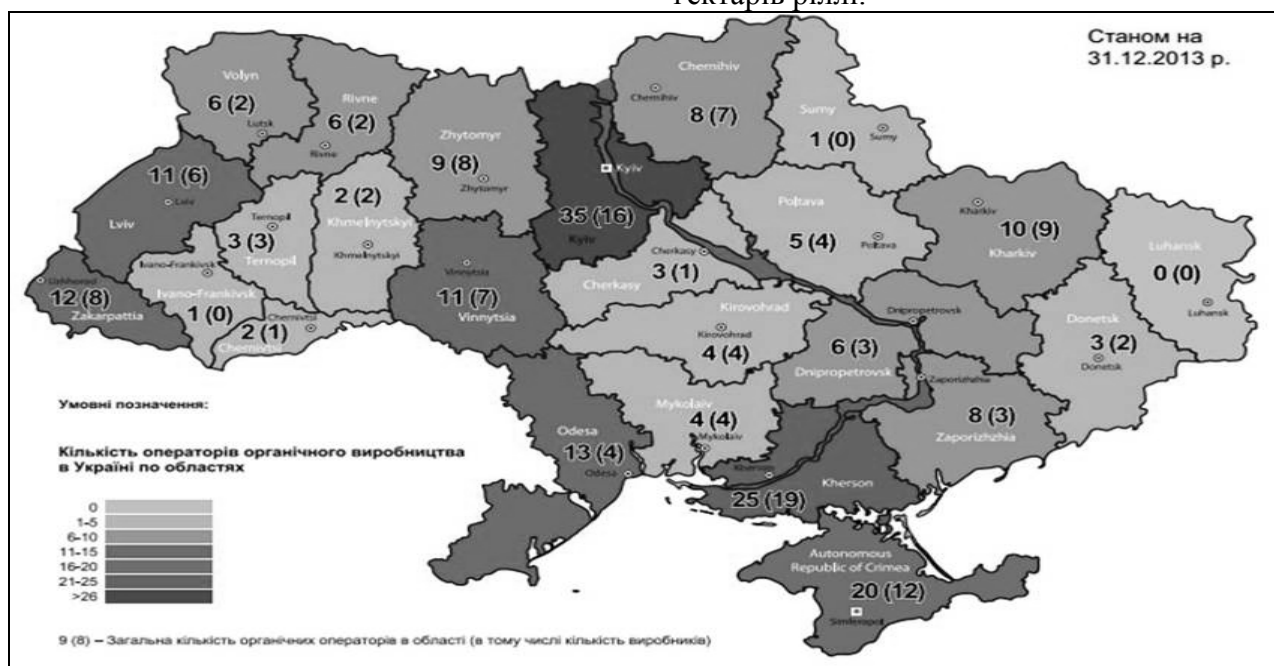 гектарів ріллі.
Станом на
31.12.2013 р.
Volyn
6 (2)
Lutsk
Rivne
6 (2)
Rivne
Zhytomyr
9 (8)
Zhytomyr
Chernihiv
Chernihiv
8 (7)
Sumy
1 (0)
Sumy
Kyiv
35 (16)
Kyiv
11 (6)
Lviv
Lviv
Ternopil
3 (3)
Ternopil
2 (2)
Khmelnytskyi
Khmelnytskyi
Poltava
5 (4)
Poltava
Kharkiv
10 (9)
Kharkiv
Luhansk
0 (0)
Luhansk
Uzhhorod
12 (8)
Zakarpattia
Ivano-Frankivsk
Ivano-Frankivsk
1 (0)
Chernivtsi
2 (1)
Chernivtsi
Vinnytsia
11 (7)
Vinnytsia
Cherkasy
3 (1)
Cherkasy
Kirovohrad
Kirovohrad
4 (4)
Dnipropetrovsk
6 (3)
Dnipropetrovsk
Donetsk
3 (2)
Donetsk
Zaporizhzhia
8 (3)
Zaporizhzhia
Mykolaiv
4 (4)
Mykolaiv
Odesa
13 (4)
Odesa
Kherson
Kherson
25 (19)
Autonomous
Republic of Crimea
20 (12)
Simferopol
Умовні позначення:
Кількість операторів органічного виробництва
в Україні по областях
0
1-5
6-10
11-15
16-20
21-25
>26
9 (8) – Загальна кількість органічних операторів в області (в тому числі кількість виробників)